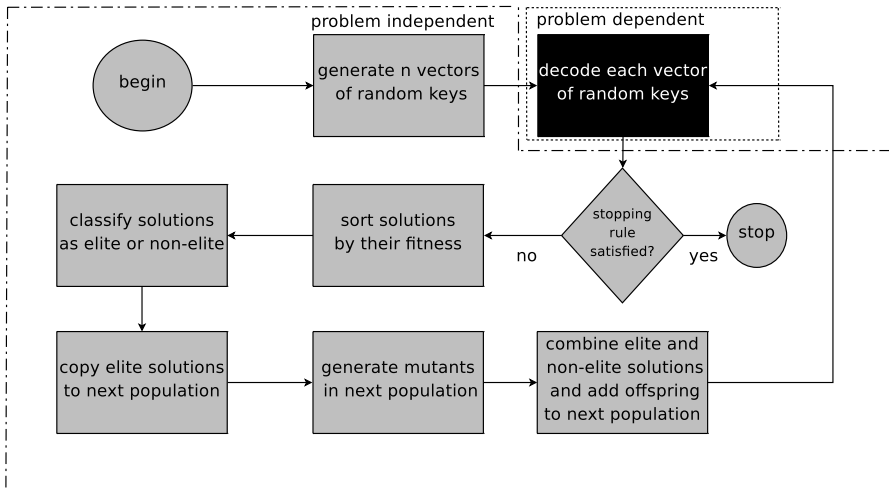 problem independent
problem dependent
begin
generate n vectors
of random keys
decode each vector
of random keys
classify solutions
as elite or non-elite
sort solutions
by their fitness
stopping
rule
satisfied?
no
yes
stop
copy elite solutions
to next population
generate mutants
in next population
combine elite and
non-elite solutions
and add offspring
to next population